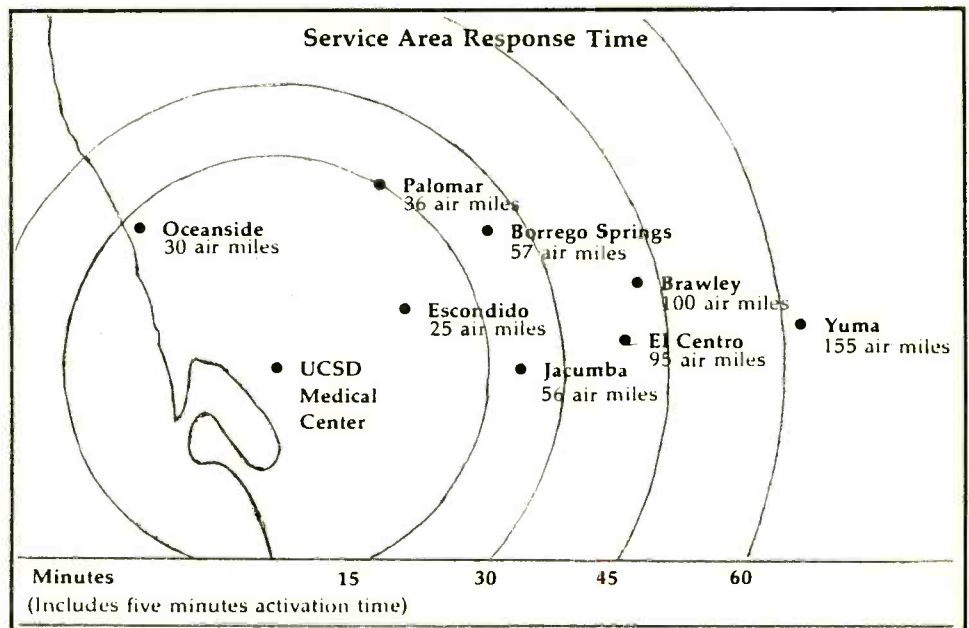 Service Area Response Time
Palomar
36 air miles
Oceanside
30 air miles
Borrego Springs
57 air miles
Brawley
100 air miles
Escondido
25 air miles
El Centro
95 air miles
Yuma
155 air miles
UCSD
Medical
Center
Jacumba
56 air miles
Minutes 15 30 45 60
(Includes five minutes activation time)